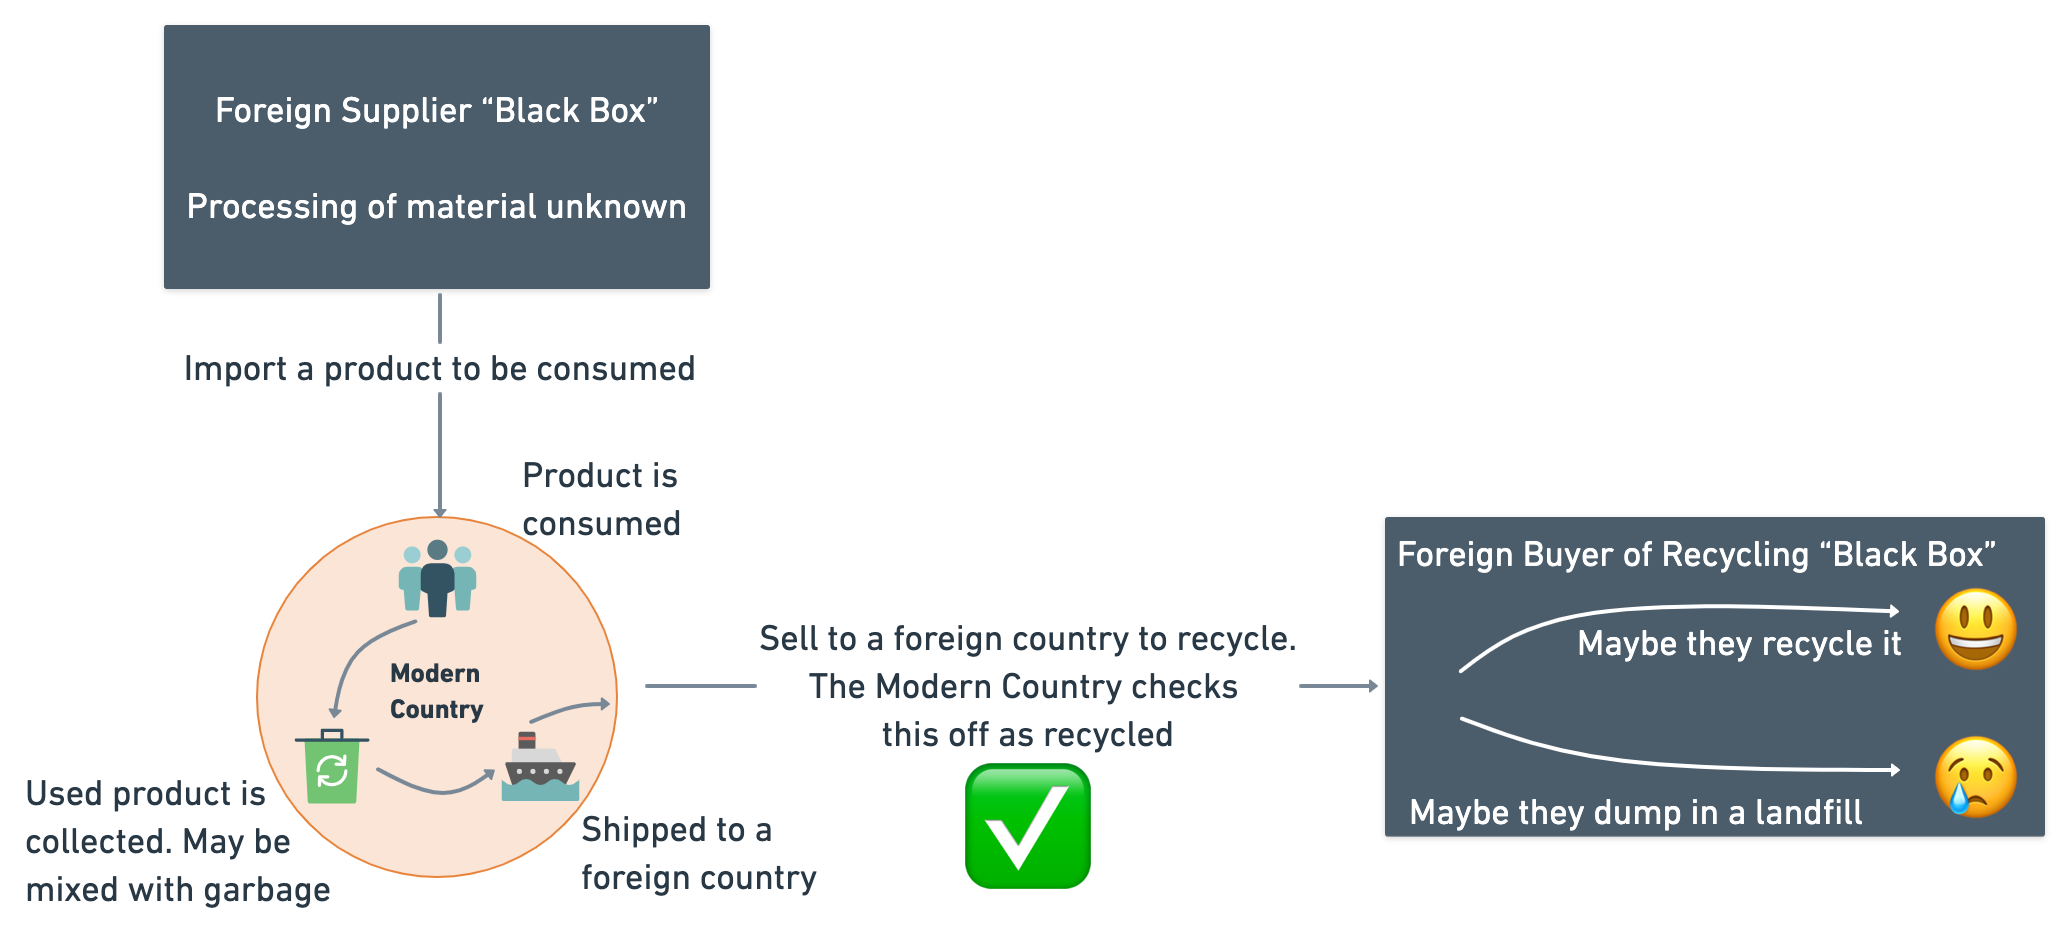 Foreign Supplier “Black Box”
Processing of material unknown
Import a product to be consumed
Product is
consumed
Modern
Country
Used product is
collected. May be
mixed with garbage
Shipped to a
foreign country
Sell to a foreign country to recycle.
The Modern Country checks
this off as recycled
Foreign Buyer of Recycling “Black Box”
Maybe they recycle it
Maybe they dump in a landfill